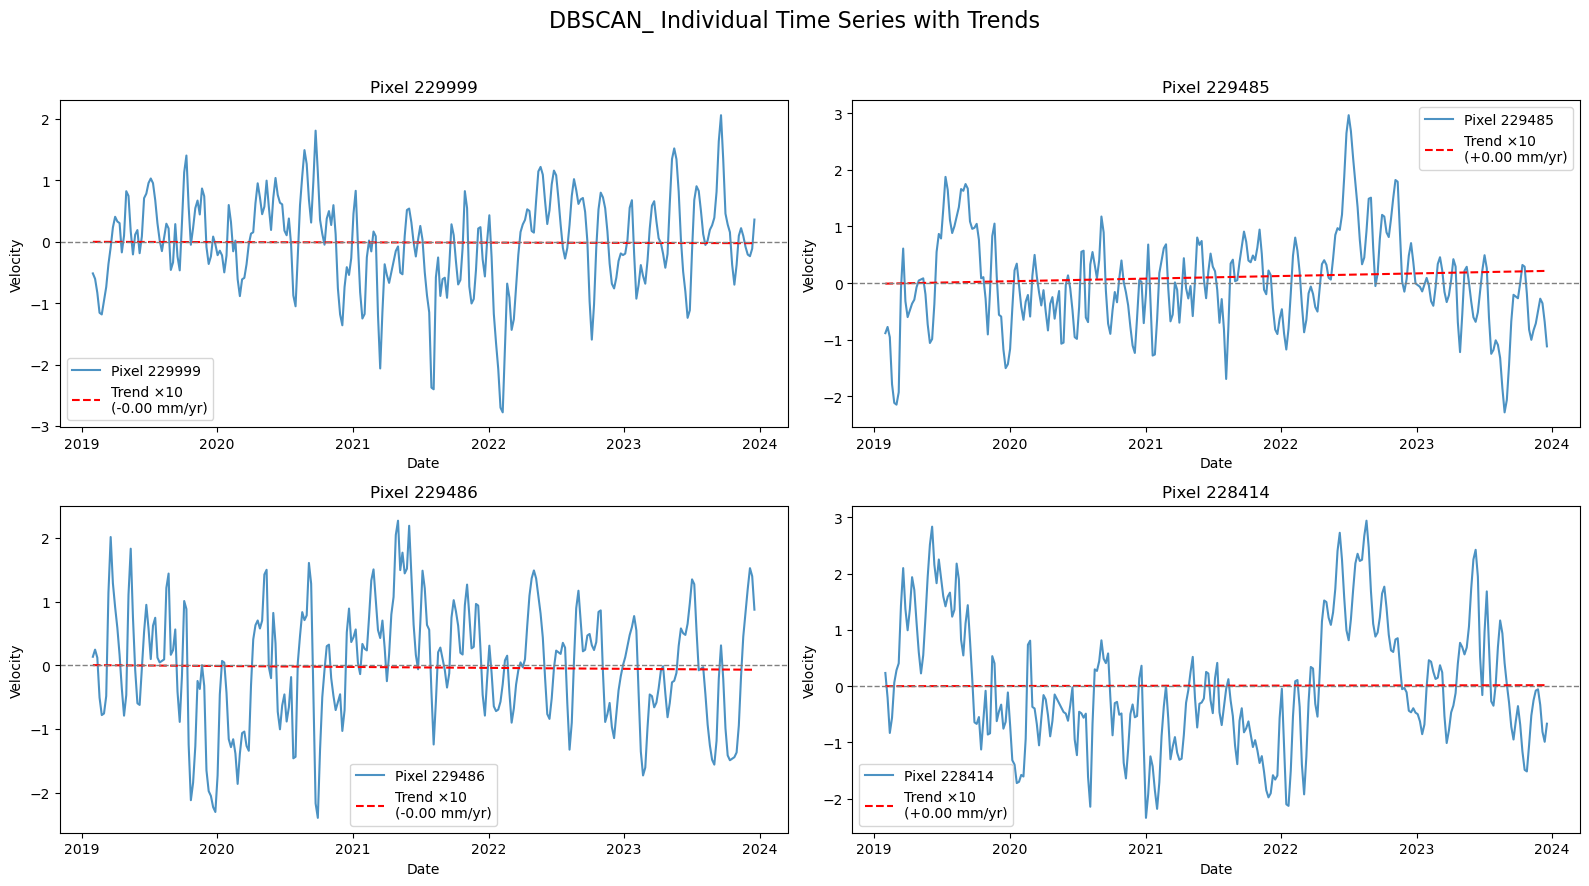 DBSCAN_ Individual Time Series with Trends
Pixel 229999
Velocity
2
1
0
−1
−2
−3
Pixel 229999
Trend ×10
(-0.00 mm/yr)
2019
2020
2021
2022
2023
2024
Date
Pixel 229485
Velocity
3
2
1
0
−1
−2
Pixel 229485
Trend ×10
(+0.00 mm/yr)
2019
2020
2021
2022
2023
2024
Date
Pixel 229486
Velocity
2
1
0
−1
−2
Pixel 229486
Trend ×10
(-0.00 mm/yr)
2019
2020
2021
2022
2023
2024
Date
Pixel 228414
Velocity
3
2
1
0
−1
−2
Pixel 228414
Trend ×10
(+0.00 mm/yr)
2019
2020
2021
2022
2023
2024
Date